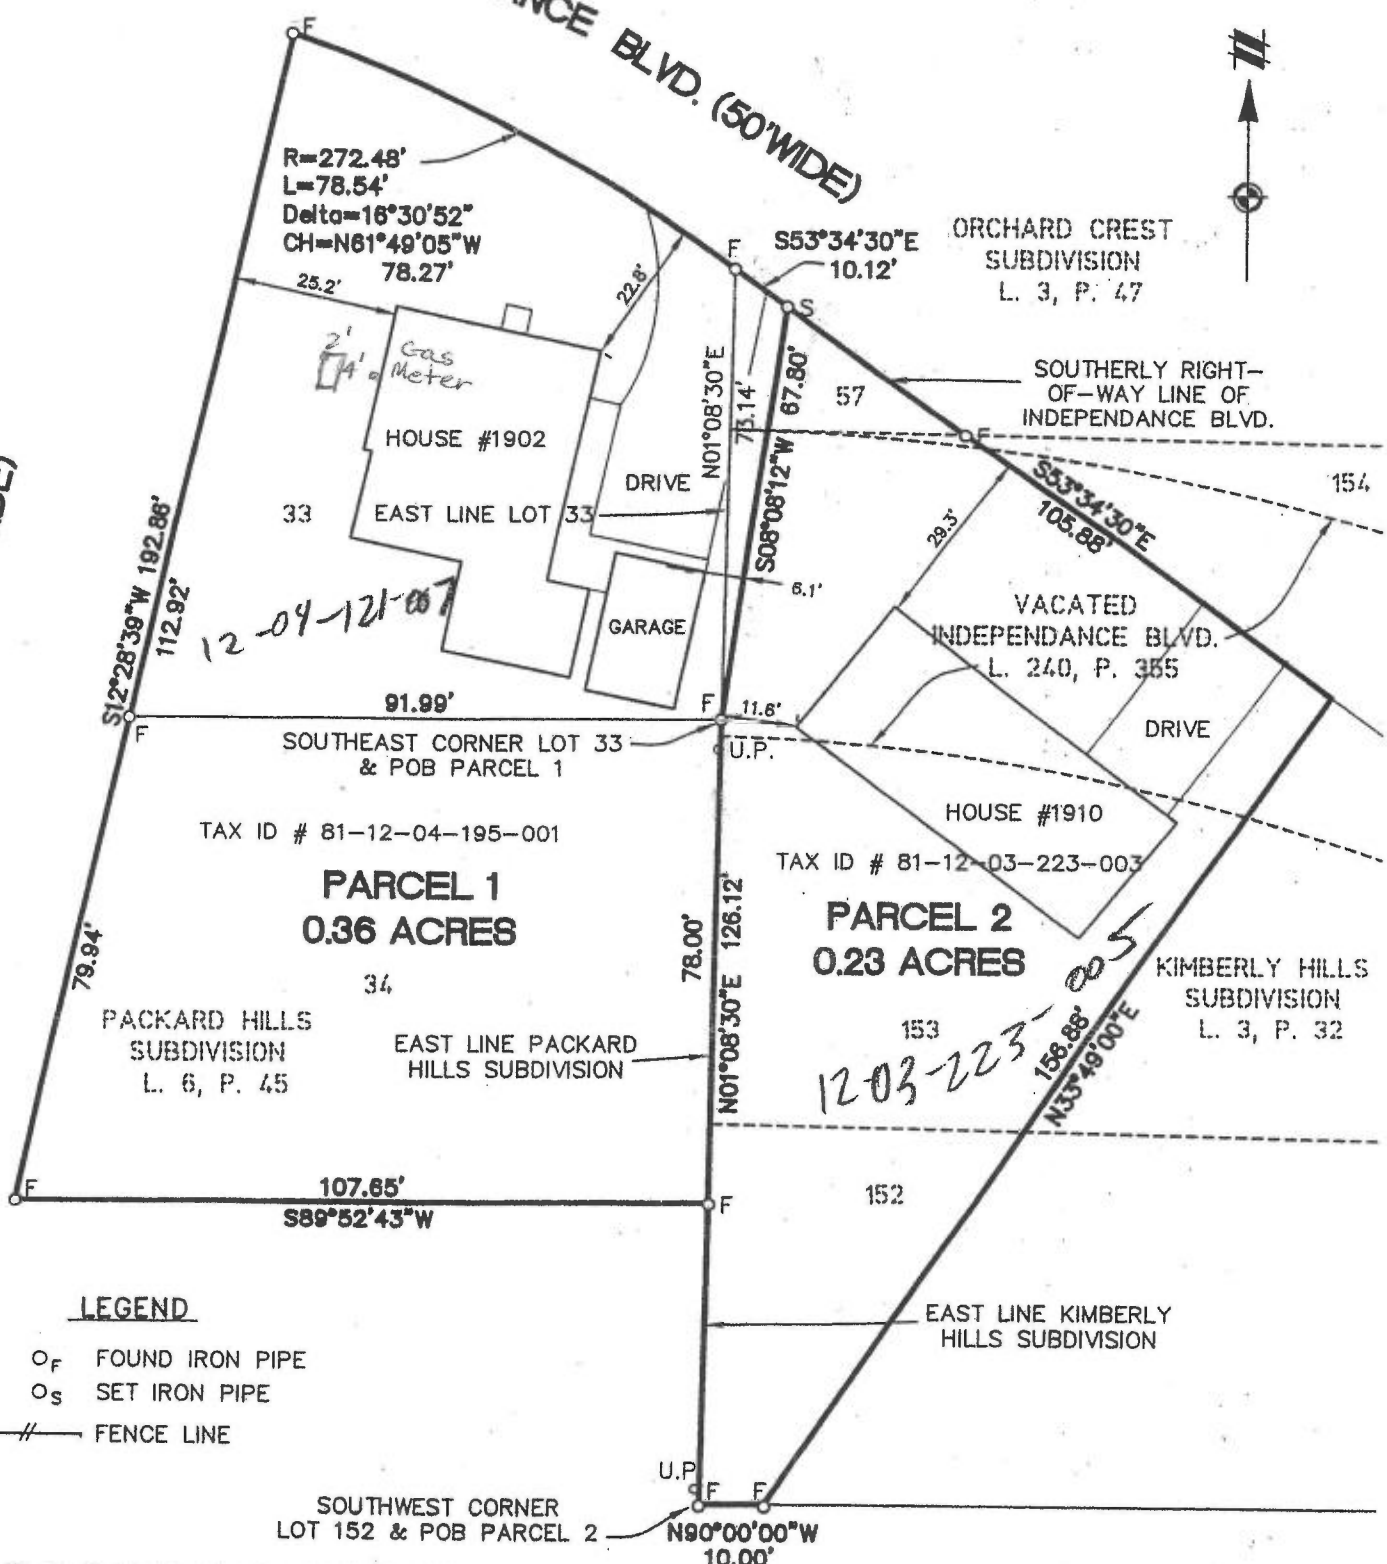 F
BLVD. (50'WIDE)
R=272.48'
L=78.54'
Delta=16°30'52"
CH=N61°49'05"W
78.27'
25.2'
22.8'
F
S53°34'30"E
10.12'
S
ORCHARD CREST
SUBDIVISION
L. 3, P. 47
2'
4'
Gas
Meter
HOUSE #1902
DRIVE
N01°08'30"E
73.14'
S08°08'12"W 67.80'
57
SOUTHERLY RIGHT-
OF-WAY LINE OF
INDEPENDANCE BLVD.
F
154
S53°34'30"E
105.88'
33
EAST LINE LOT 33
29.3'
6.1'
S12°28'39"W 192.86'
112.92'
12-04-121-007
GARAGE
VACATED
INDEPENDANCE BLVD.
L. 240, P. 355
DRIVE
F
91.99'
F
11.6'
SOUTHEAST CORNER LOT 33
& POB PARCEL 1
U.P.
HOUSE #1910
TAX ID # 81-12-04-195-001
PARCEL 1
0.36 ACRES
34
TAX ID # 81-12-03-223-003
PARCEL 2
0.23 ACRES
153
12-03-223-005
79.94'
78.00'
N01°08'30"E 126.12'
PACKARD HILLS
SUBDIVISION
L. 6, P. 45
EAST LINE PACKARD
HILLS SUBDIVISION
156.88'
N33°49'00"E
KIMBERLY HILLS
SUBDIVISION
L. 3, P. 32
F
107.65'
S89°52'43"W
F
152
LEGEND
F FOUND IRON PIPE
S SET IRON PIPE
FENCE LINE
EAST LINE KIMBERLY
HILLS SUBDIVISION
U.P
F
F
SOUTHWEST CORNER
LOT 152 & POB PARCEL 2
N90°00'00"W
10.00'